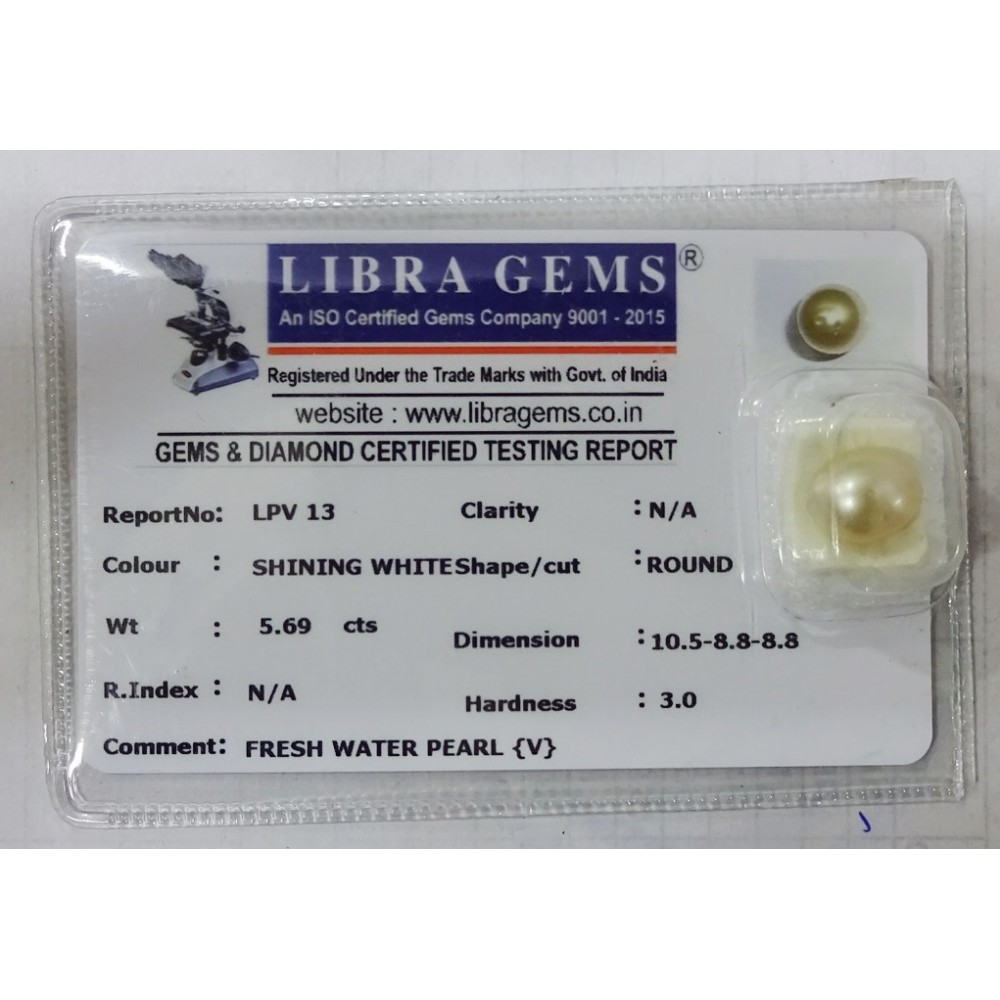 LIBRA GEMS ®
An ISO Certified Gems Company 9001 - 2015
Registered Under the Trade Marks with Govt. of India
website : www.libragems.co.in
GEMS & DIAMOND CERTIFIED TESTING REPORT
ReportNo: LPV 13 Clarity : N/A
Colour : SHINING WHITE Shape/cut : ROUND
Wt : 5.69 cts Dimension : 10.5-8.8-8.8
R.Index : N/A Hardness : 3.0
Comment: FRESH WATER PEARL {V}